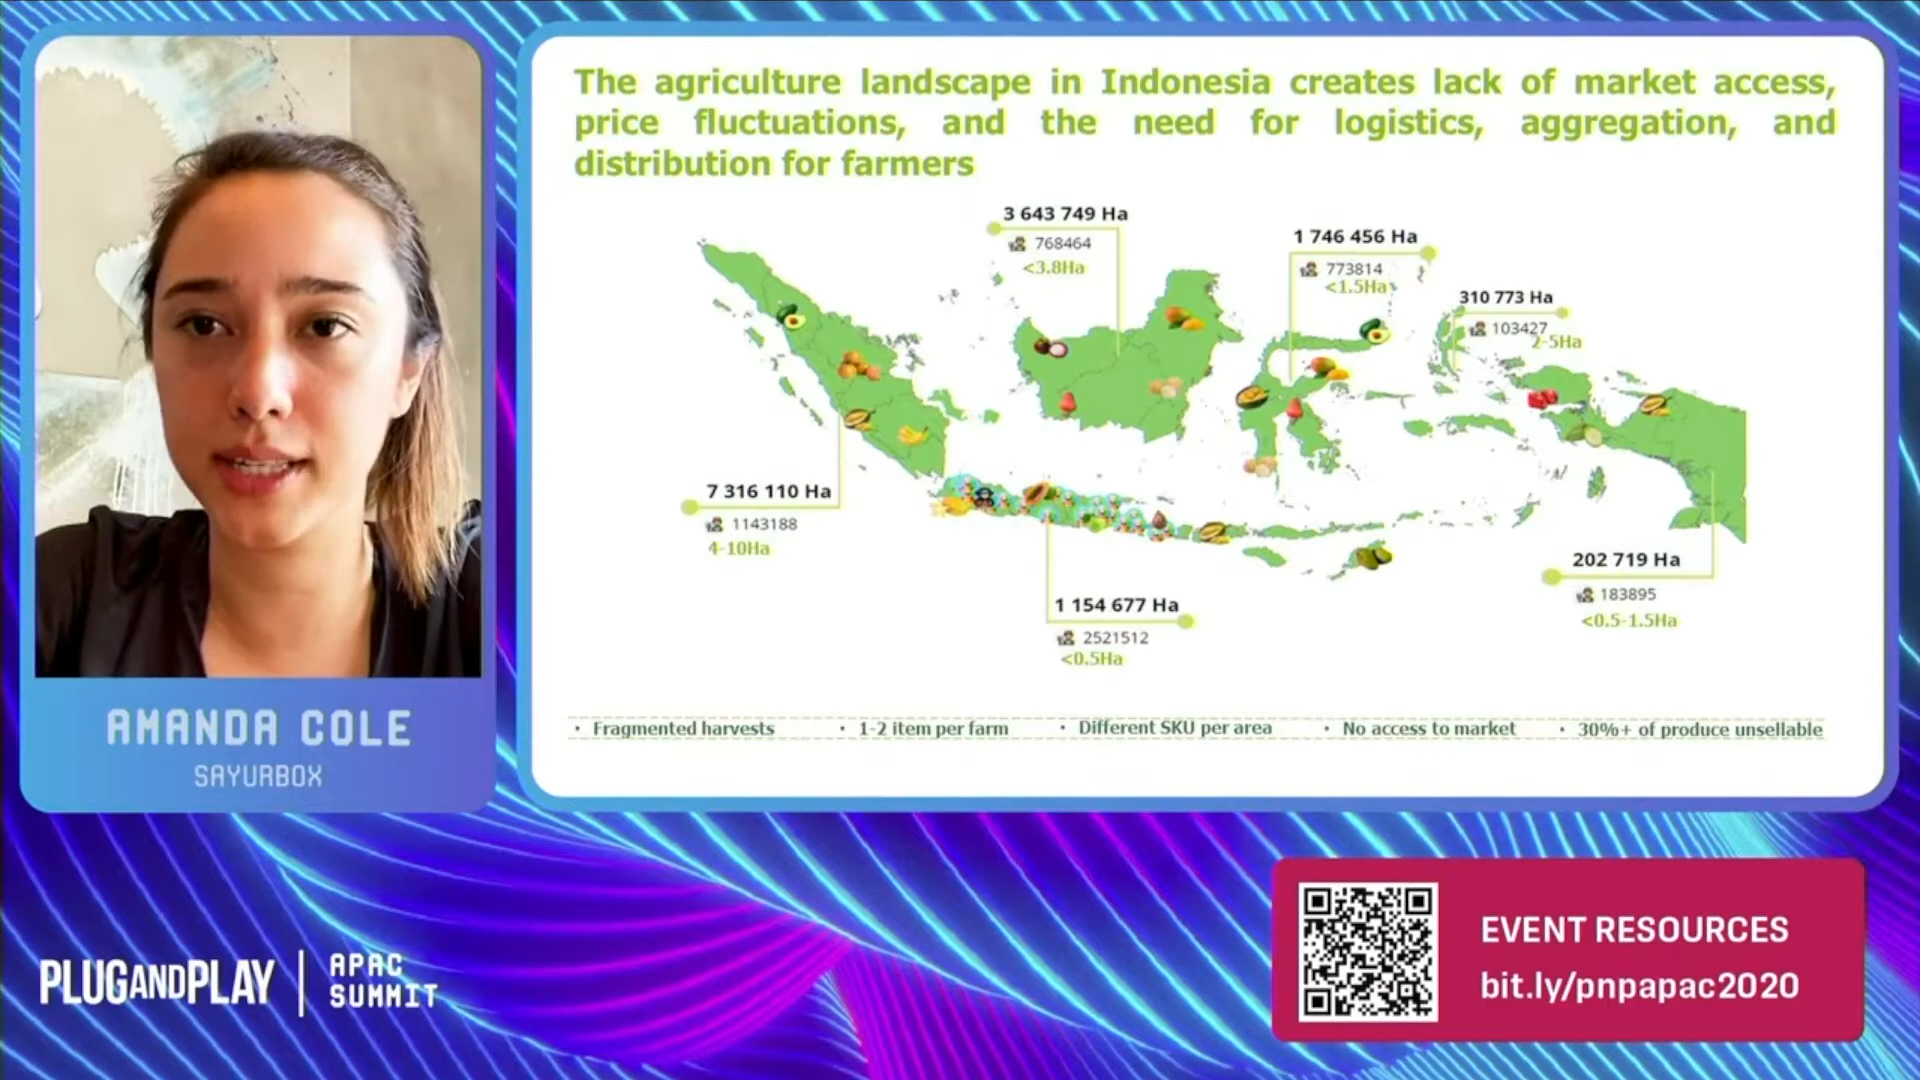 The agriculture landscape in Indonesia creates lack of market access,
price fluctuations, and the need for logistics, aggregation, and
distribution for farmers
3 643 749 Ha
768464
<3.8Ha
1 746 456 Ha
773814
<1.5Ha
310 773 Ha
103427
2-5Ha
7 316 110 Ha
1143188
4-10Ha
1 154 677 Ha
2521512
<0.5Ha
202 719 Ha
183895
<0.5-1.5Ha
• Fragmented harvests • 1-2 item per farm • Different SKU per area • No access to market • 30%+ of produce unsellable
AMANDA COLE
SAYURBOX
PLUGANDPLAY
APAC
SUMMIT
EVENT RESOURCES
bit.ly/pnpapac2020